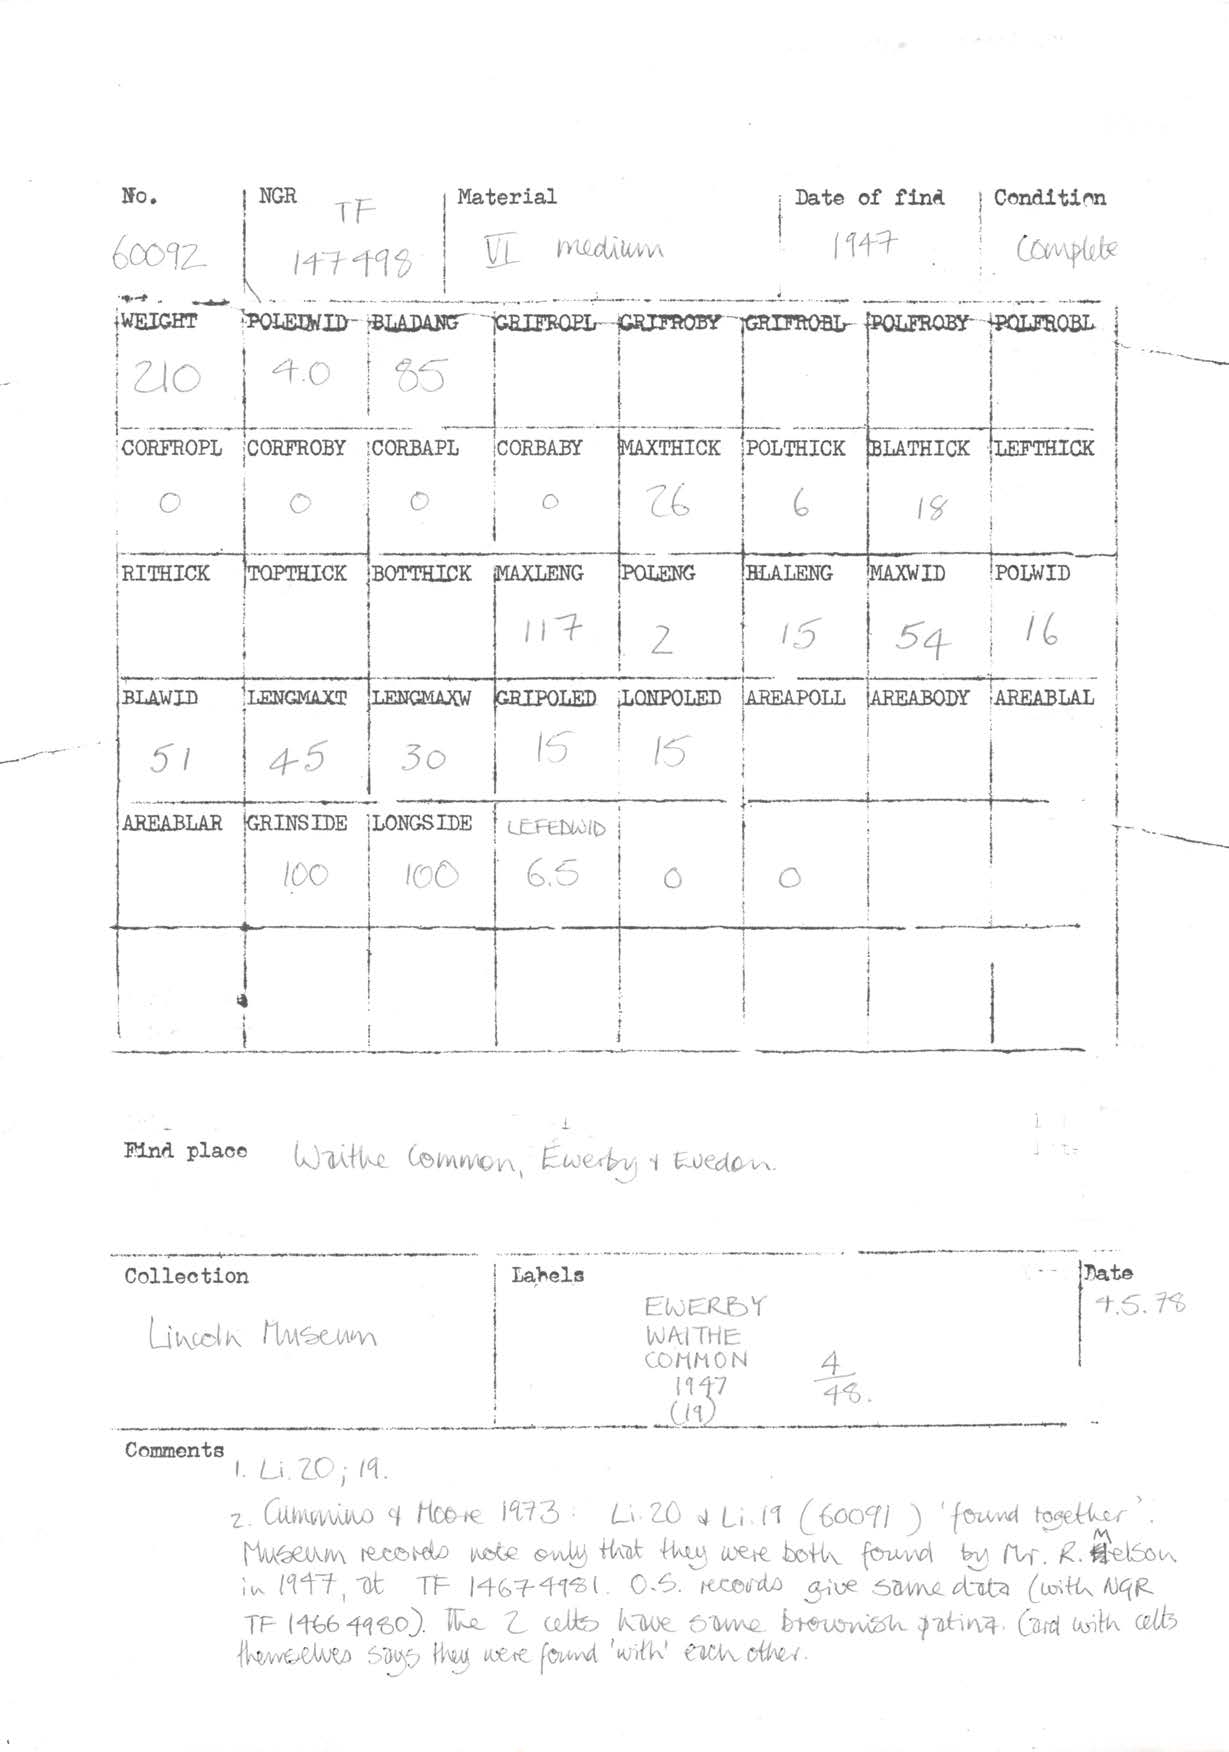 No. NGR Material Date of find Condition
60092 TF 147498 VI medium 1947 Complete
WEIGHT POLEDWID BLADANG GRIFROPL GRIFROBY GRIFROBL POLFROBY POLFROBL
210 4.0 85
CORFROPL CORFROBY CORBAPL CORBABY MAXTHICK POLTHICK BLATHICK LEFTHICK
0 0 0 0 26 6 18
RITHICK TOPTHICK BOTTHICK MAXLENG POLENG BLALENG MAXWID POLWID
117 2 15 54 16
BLAWID LENGMAXT LENGMAXW GRIPOLED LONPOLED AREAPOLL AREABODY AREABLAL
51 45 30 15 15
AREABLAR GRINSIDE LONGSIDE LEFEDWID
100 100 6.5 0 0
Find place Waithe Common, Ewerby & Evedon.
Collection Labels Date
Lincoln Museum
EWERBY
WAITHE
COMMON
1947
(19)
4/48.
4.5.78
Comments
1. Li.20; 19.
2. Cummins & Moore 1973: Li.20 & Li.19 (60091) 'found together'.
Museum records note only that they were both found by Mr. R. Melson
in 1947, at TF 14674981. O.S. records give same data (with NGR
TF 14664980). The 2 celts have same brownish patina. Card with celts
themselves says they were found 'with' each other.